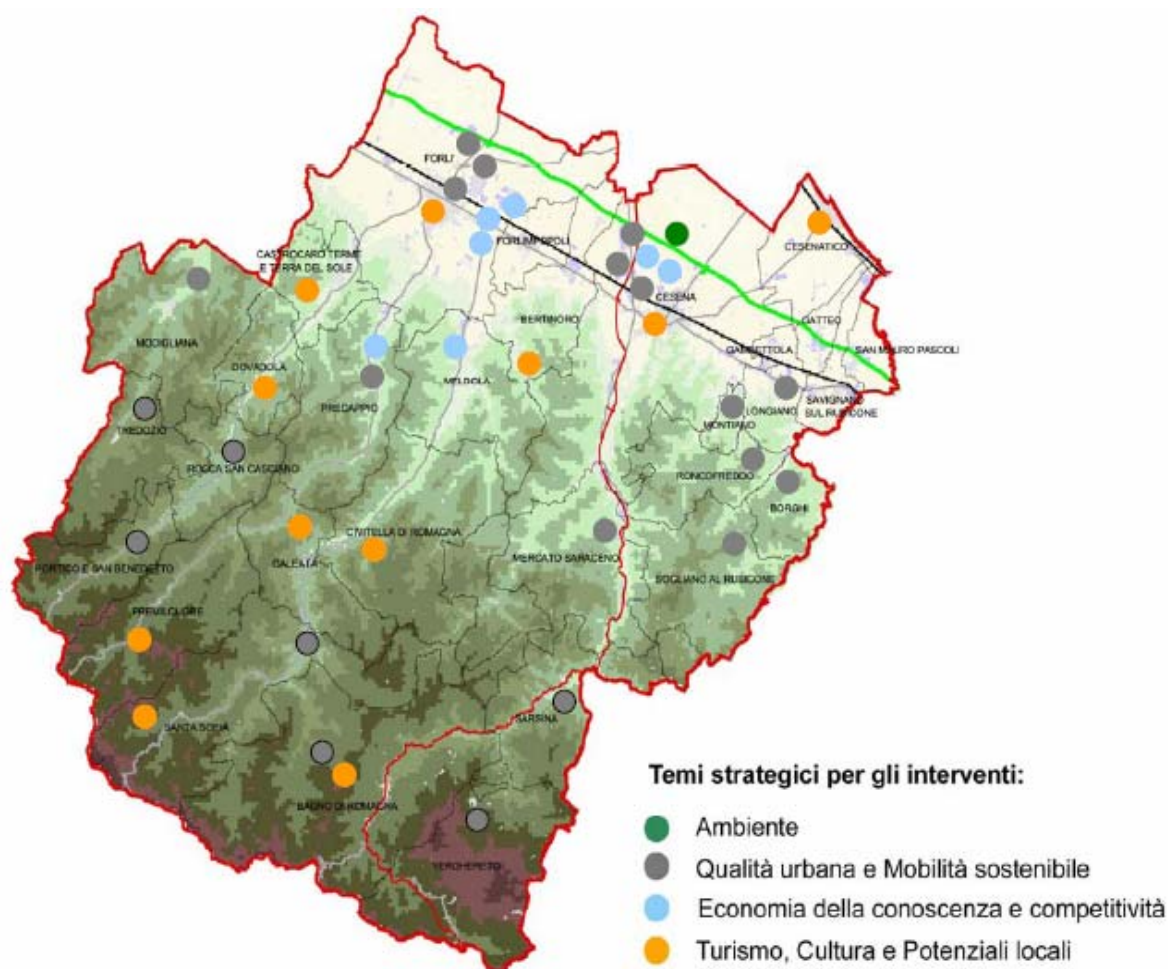 FORLI'
CESENATICO
FORLIMPOPOLI
CASTROCARO TERME
E TERRA DEL SOLE
CESENA
BERTINORO
GATTEO
MODIGLIANA
GAMBETTOLA
SAN MAURO PASCOLI
DOVADOLA
MELDOLA
PREDAPPIO
LONGIANO
SAVIGNANO
SUL RUBICONE
MONTIANO
TREDOZIO
ROCCA SAN CASCIANO
RONCOFREDDO
BORGHI
CIVITELLA DI ROMAGNA
GALEATA
MERCATO SARACENO
PORTICO E SAN BENEDETTO
SOGLIANO AL RUBICONE
PREMILCUORE
SANTA SOFIA
SARSINA
BAGNO DI ROMAGNA
VERGHERETO
Temi strategici per gli interventi:
Ambiente
Qualità urbana e Mobilità sostenibile
Economia della conoscenza e competitività
Turismo, Cultura e Potenziali locali